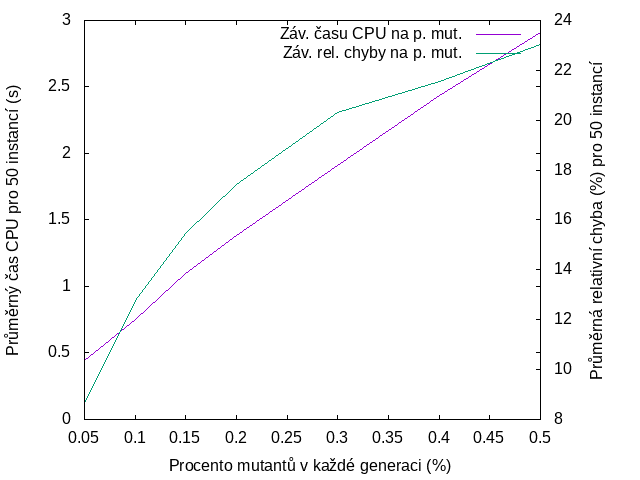 3
2.5
2
1.5
1
0.5
0
24
22
20
18
16
14
12
10
8
0.05 0.1 0.15 0.2 0.25 0.3 0.35 0.4 0.45 0.5
Průměrný čas CPU pro 50 instancí (s)
Průměrná relativní chyba (%) pro 50 instancí
Procento mutantů v každé generaci (%)
Záv. času CPU na p. mut.
Záv. rel. chyby na p. mut.